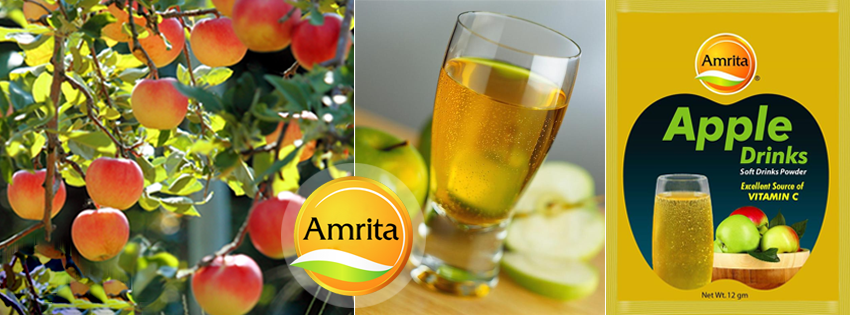 Amrita
Amrita
®
Apple
Drinks
Soft Drinks Powder
Excellent Source of
VITAMIN C
Net Wt. 12 gm